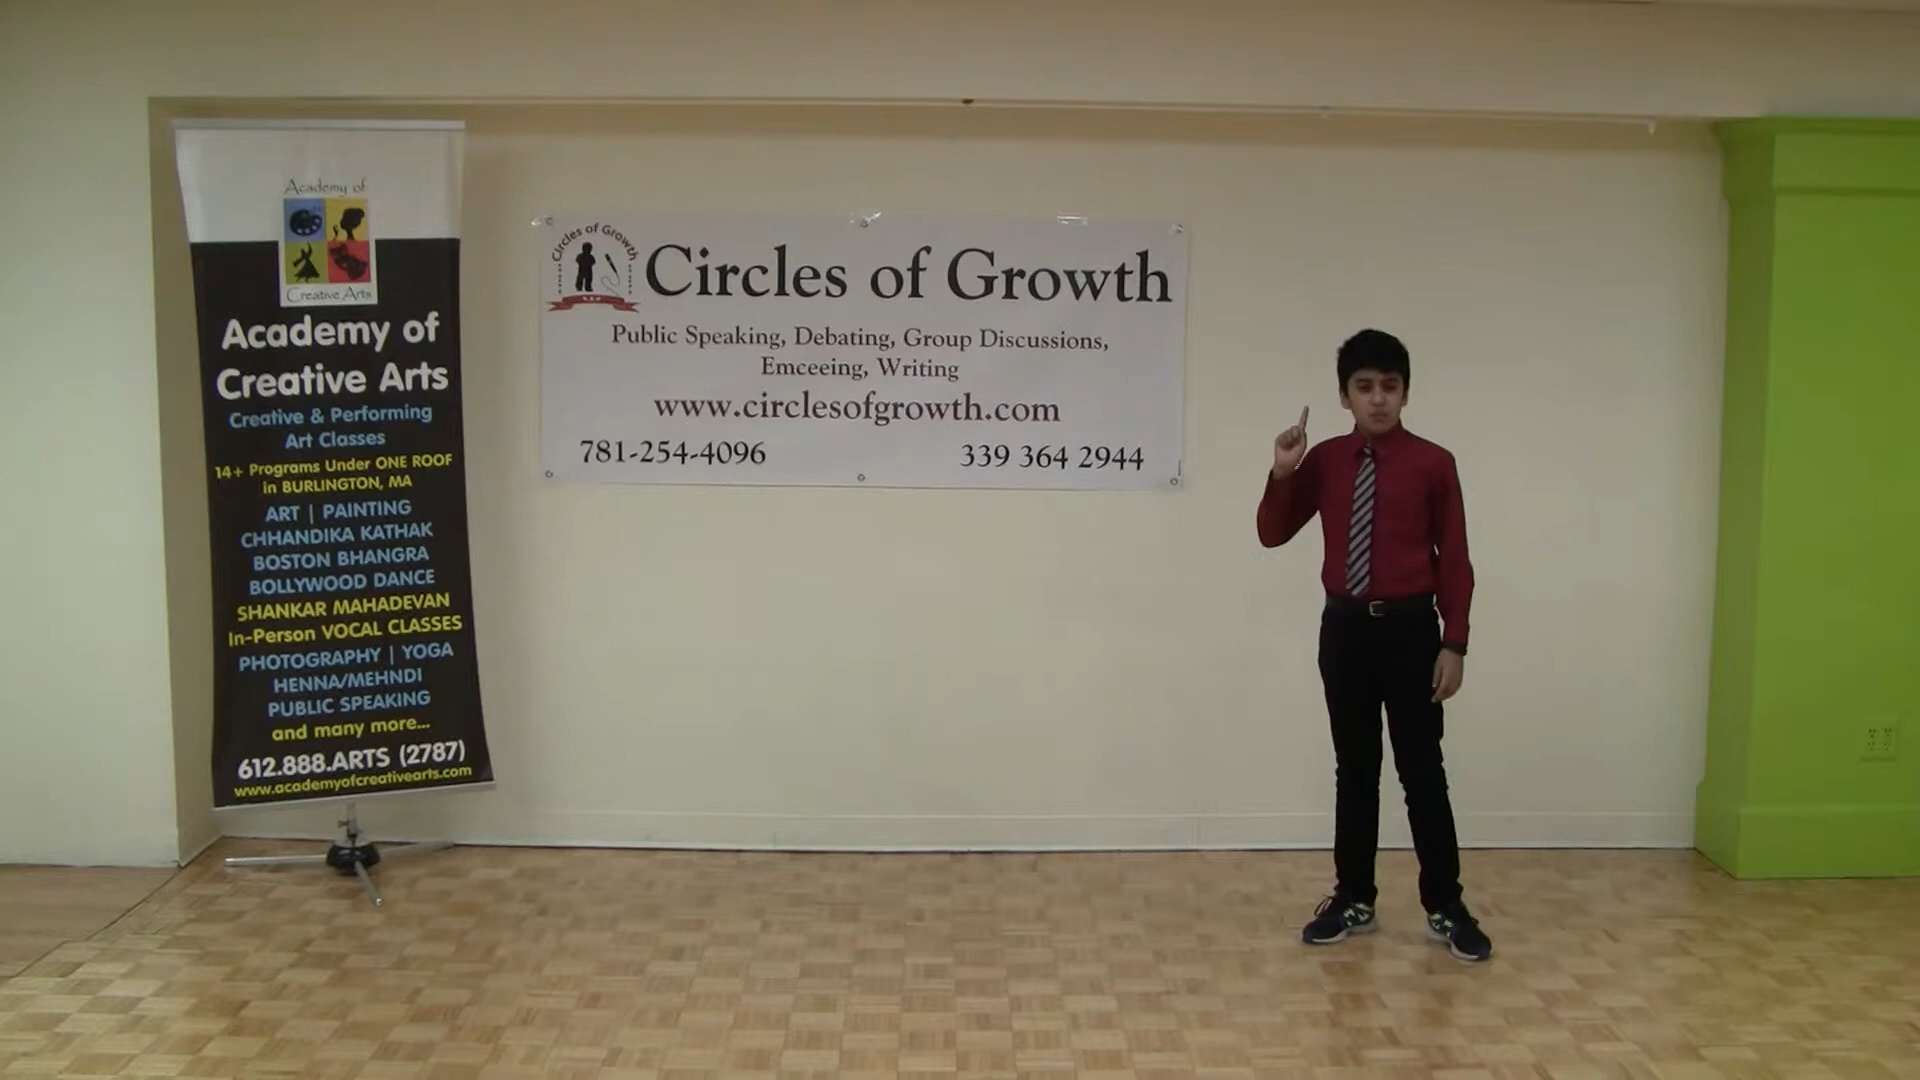 Academy of
Creative Arts
Academy of
Creative Arts
Creative & Performing
Art Classes
14+ Programs Under ONE ROOF
in BURLINGTON, MA
ART | PAINTING
CHHANDIKA KATHAK
BOSTON BHANGRA
BOLLYWOOD DANCE
SHANKAR MAHADEVAN
In-Person VOCAL CLASSES
PHOTOGRAPHY | YOGA
HENNA/MEHNDI
PUBLIC SPEAKING
and many more...
612.888.ARTS (2787)
www.academyofcreativearts.com
Circles of Growth
Circles of Growth
Public Speaking, Debating, Group Discussions,
Emceeing, Writing
www.circlesofgrowth.com
781-254-4096
339 364 2944